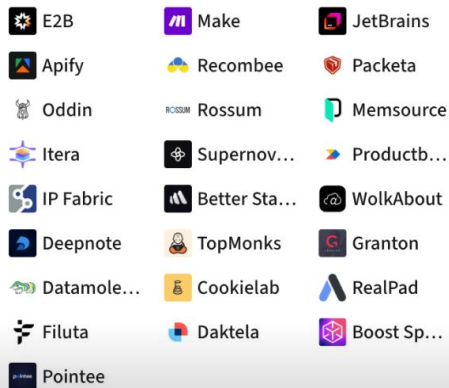 E2B Make JetBrains
Apify Recombee Packeta
Oddin ROSSUM Rossum Memsource
Itera Supernov... Productb...
IP Fabric Better Sta... WolkAbout
Deepnote TopMonks Granton
Datamole... Cookielab RealPad
Filuta Daktela Boost Sp...
pointee Pointee